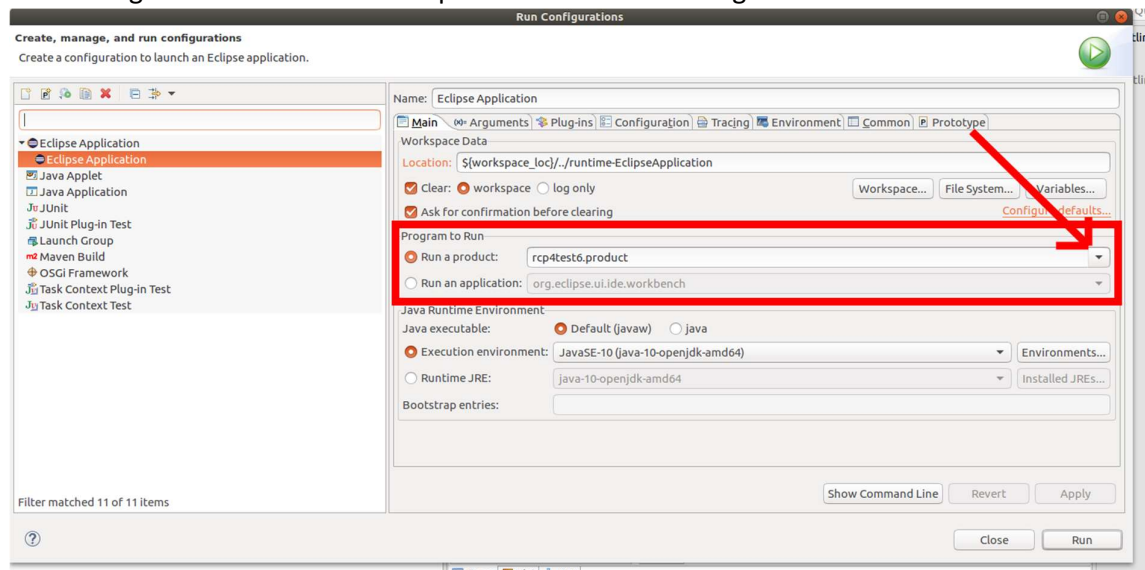 Run Configurations
Create, manage, and run configurations
Create a configuration to launch an Eclipse application.
Name: Eclipse Application
Main Arguments Plug-ins Configuration Tracing Environment Common Prototype
Eclipse Application
Eclipse Application
Java Applet
Java Application
JUnit
JUnit Plug-in Test
Launch Group
Maven Build
OSGi Framework
Task Context Plug-in Test
Task Context Test
Filter matched 11 of 11 items
Workspace Data
Location: ${workspace_loc}/../runtime-EclipseApplication
Clear: workspace log only Workspace... File System... Variables...
Ask for confirmation before clearing Configure defaults...
Program to Run
Run a product: rcp4test6.product
Run an application: org.eclipse.ui.ide.workbench
Java Runtime Environment
Java executable: Default (javaw) java
Execution environment: JavaSE-10 (java-10-openjdk-amd64) Environments...
Runtime JRE: java-10-openjdk-amd64 Installed JREs...
Bootstrap entries:
Show Command Line Revert Apply
Close Run